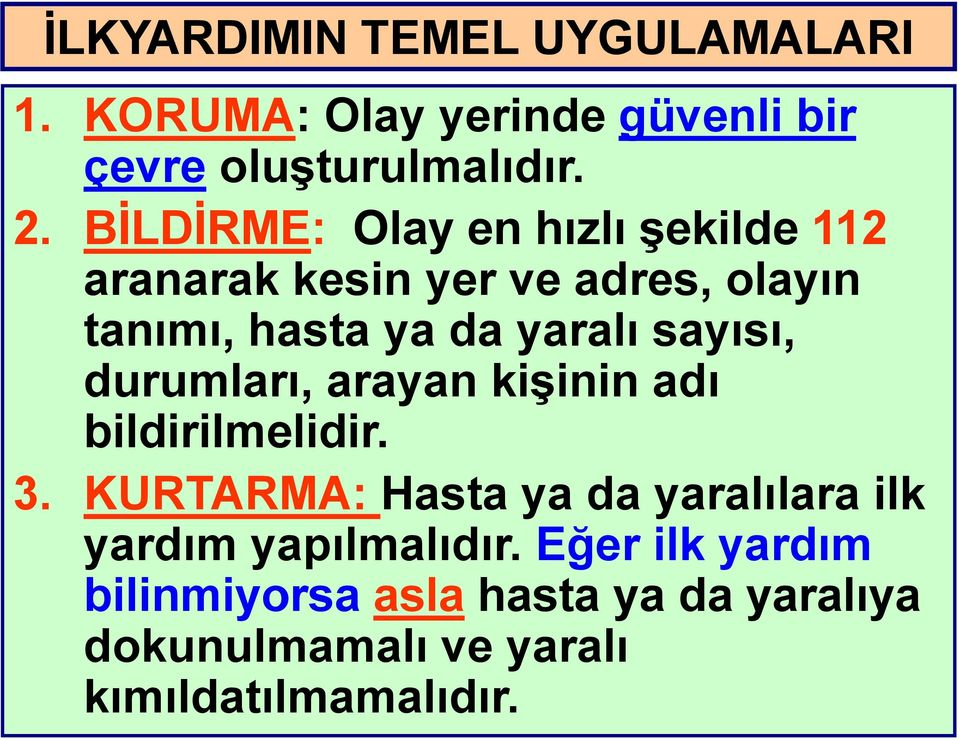 İLKYARDIMIN TEMEL UYGULAMALARI
1. KORUMA: Olay yerinde güvenli bir
çevre oluşturulmalıdır.
2. BİLDİRME: Olay en hızlı şekilde 112
aranarak kesin yer ve adres, olayın
tanımı, hasta ya da yaralı sayısı,
durumları, arayan kişinin adı
bildirilmelidir.
3. KURTARMA: Hasta ya da yaralılara ilk
yardım yapılmalıdır. Eğer ilk yardım
bilinmiyorsa asla hasta ya da yaralıya
dokunulmamalı ve yaralı
kımıldatılmamalıdır.